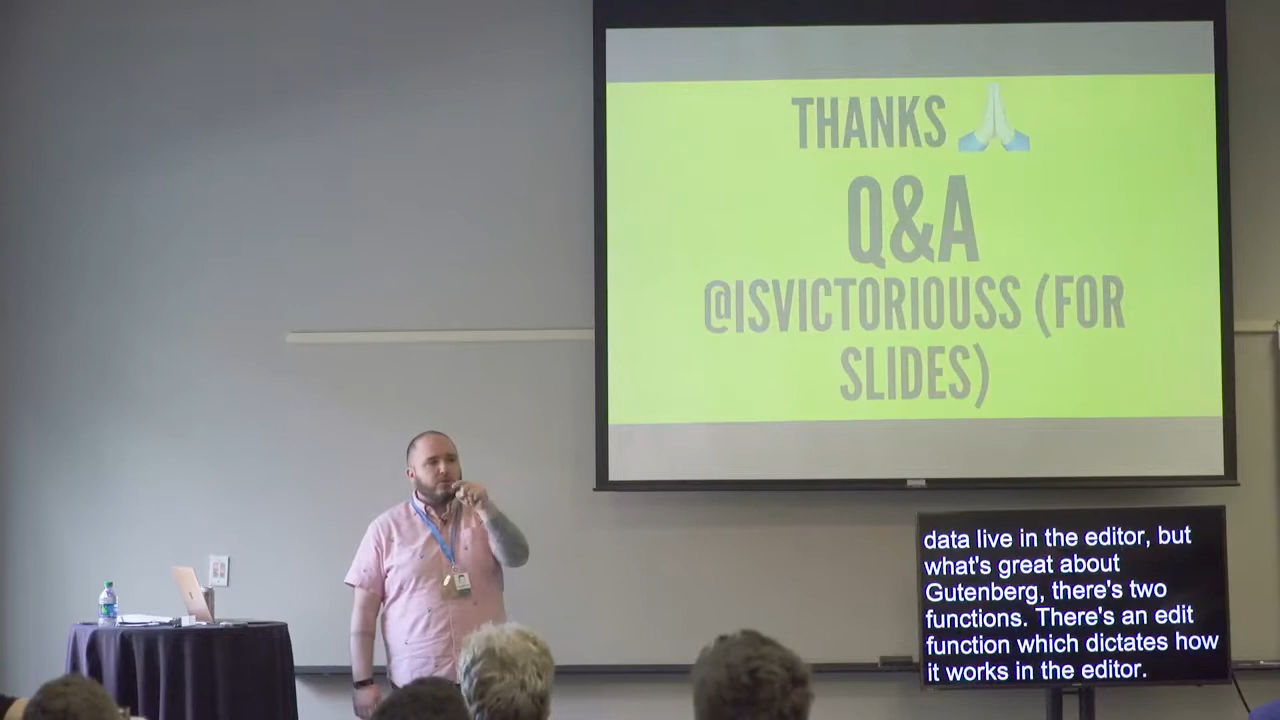 THANKS 🙏
Q&A
@ISVICTORIOUSS (FOR
SLIDES)
data live in the editor, but
what's great about
Gutenberg, there's two
functions. There's an edit
function which dictates how
it works in the editor.